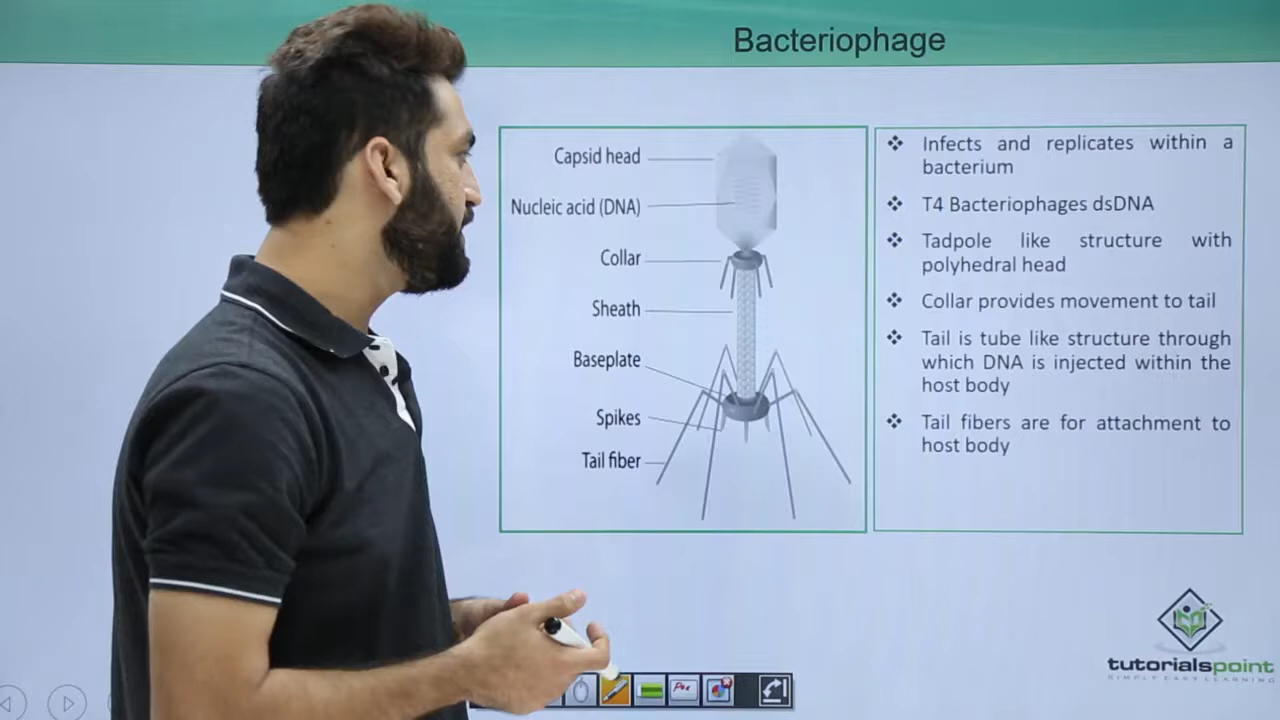 Bacteriophage
Capsid head
Nucleic acid (DNA)
Collar
Sheath
Baseplate
Spikes
Tail fiber
Infects and replicates within a
bacterium
T4 Bacteriophages dsDNA
Tadpole like structure with
polyhedral head
Collar provides movement to tail
Tail is tube like structure through
which DNA is injected within the
host body
Tail fibers are for attachment to
host body
tutorialspoint
SIMPLY EASY LEARNING